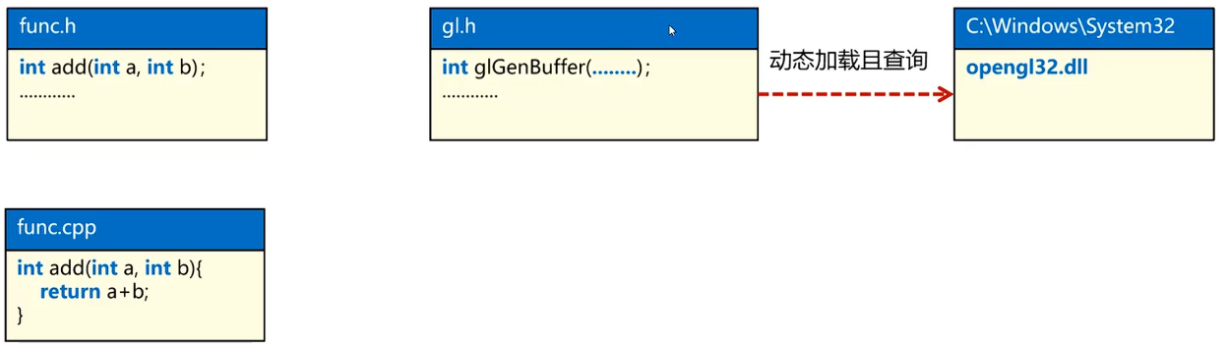 func.h
int add(int a, int b);
............
gl.h
int glGenBuffer(........);
............
动态加载且查询
C:\Windows\System32
opengl32.dll
func.cpp
int add(int a, int b){
return a+b;
}